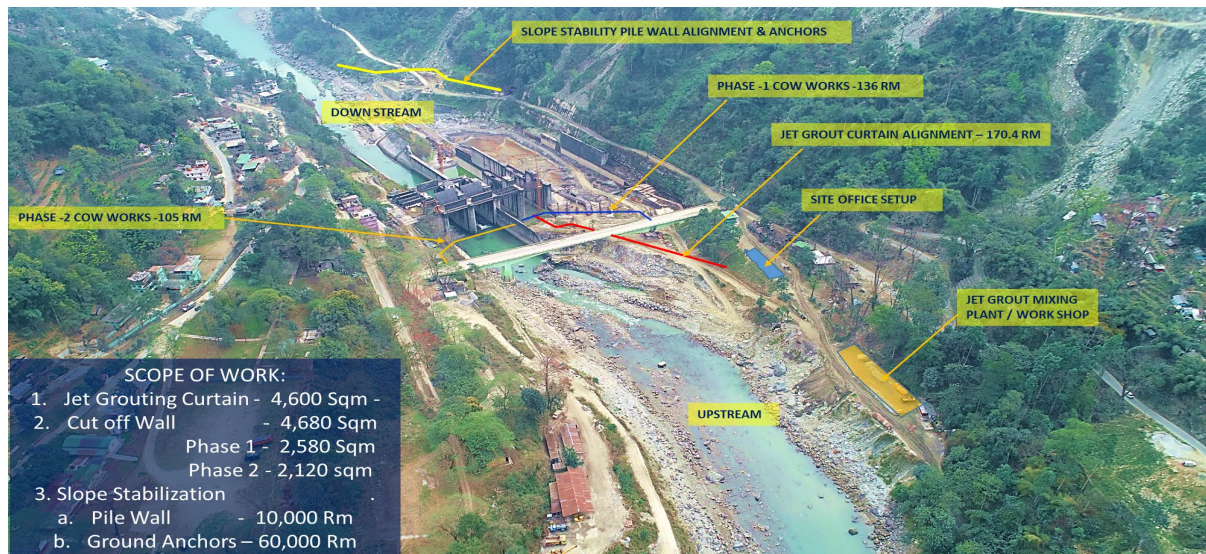 SLOPE STABILITY PILE WALL ALIGNMENT & ANCHORS
PHASE -1 COW WORKS -136 RM
DOWN STREAM
JET GROUT CURTAIN ALIGNMENT – 170.4 RM
SITE OFFICE SETUP
PHASE -2 COW WORKS -105 RM
JET GROUT MIXING
PLANT / WORK SHOP
UPSTREAM
SCOPE OF WORK:
1. Jet Grouting Curtain - 4,600 Sqm -
2. Cut off Wall - 4,680 Sqm
Phase 1 - 2,580 Sqm
Phase 2 - 2,120 sqm
3. Slope Stabilization .
a. Pile Wall - 10,000 Rm
b. Ground Anchors – 60,000 Rm